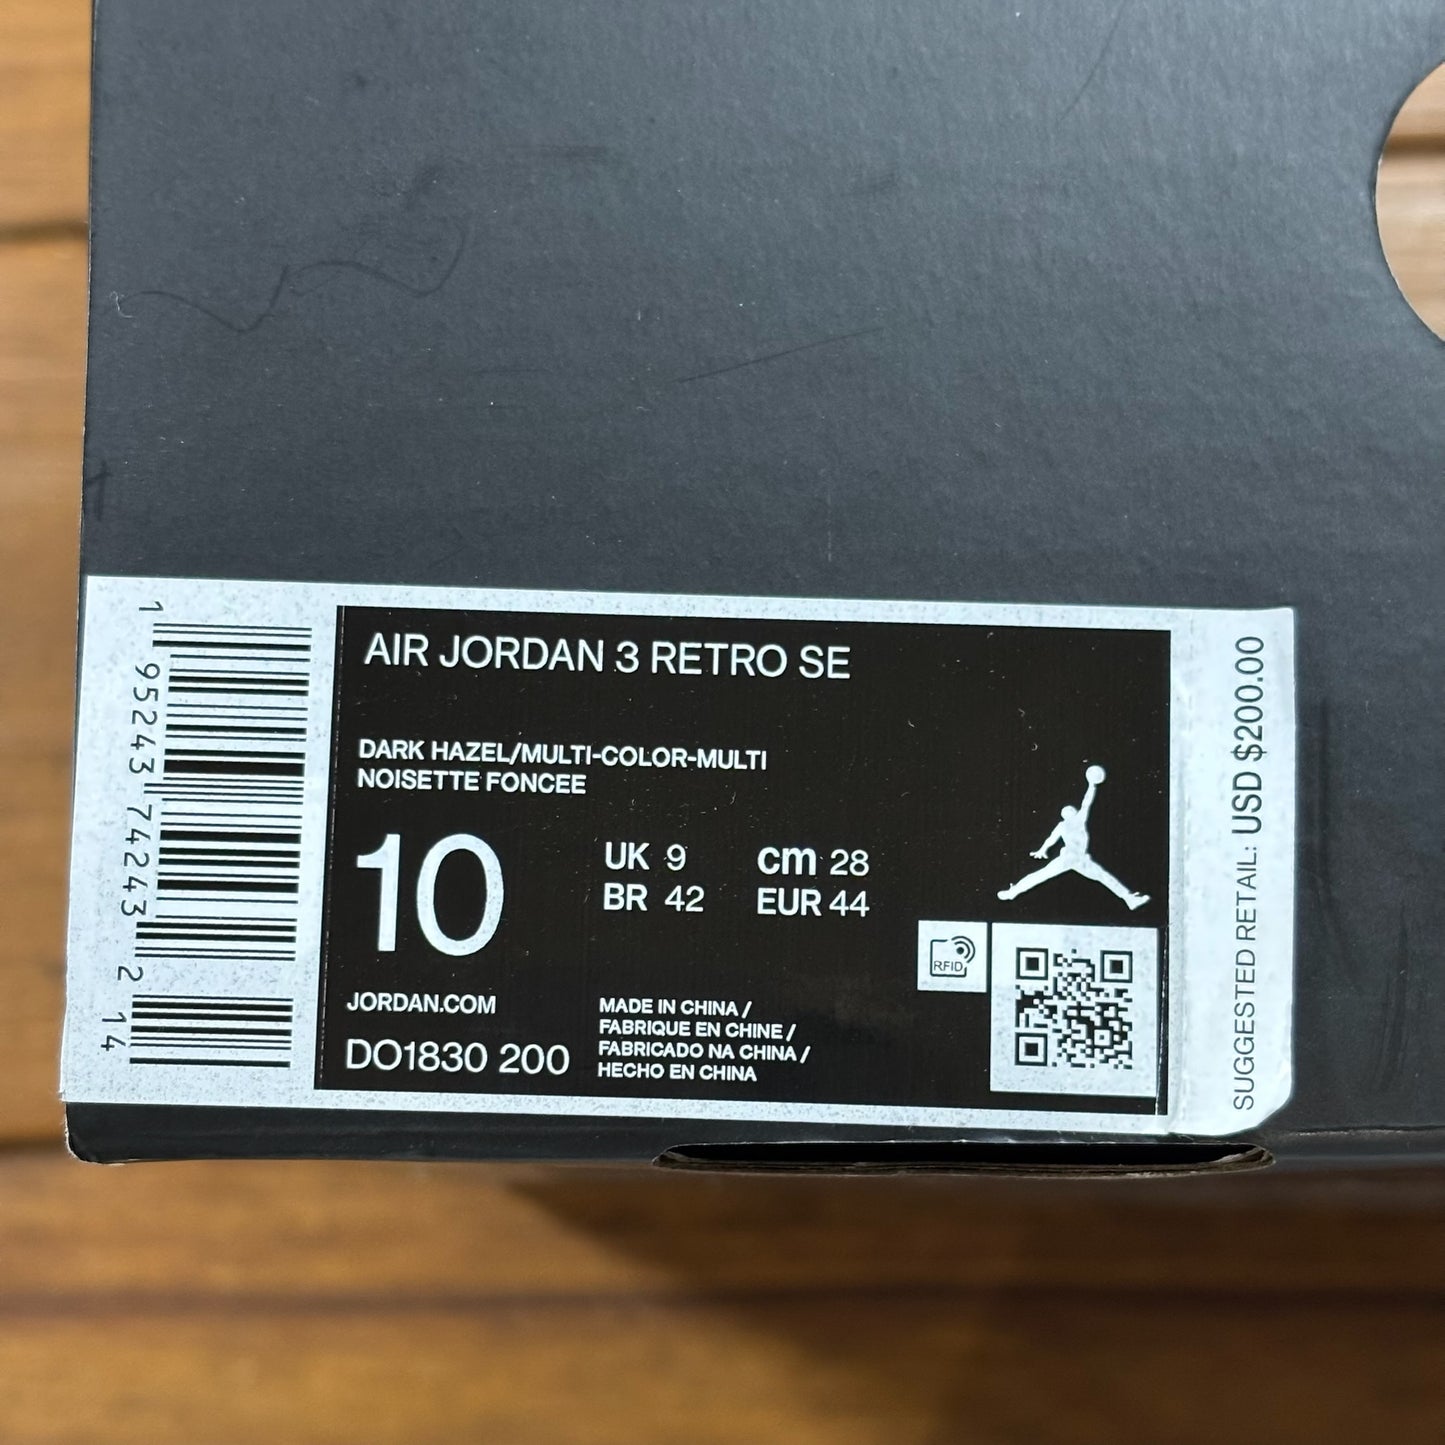 AIR JORDAN 3 RETRO SE
DARK HAZEL/MULTI-COLOR-MULTI
NOISETTE FONCEE
10
UK 9
cm 28
BR 42
EUR 44
RFID
JORDAN.COM
DO1830 200
MADE IN CHINA /
FABRIQUE EN CHINE /
FABRICADO NA CHINA /
HECHO EN CHINA
1 95243 74243 2 14
SUGGESTED RETAIL: USD $200.00